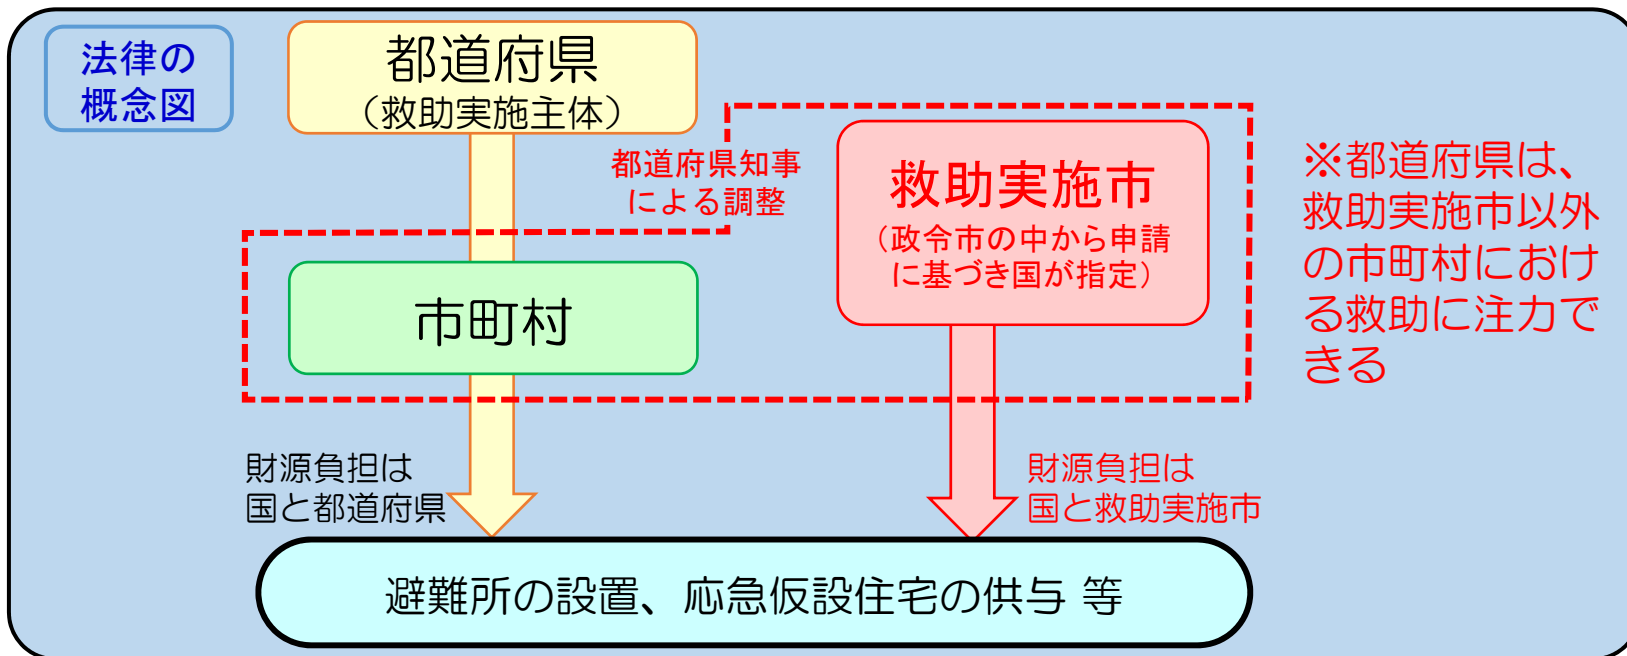 法律の
概念図
都道府県
（救助実施主体）
都道府県知事
による調整
救助実施市
（政令市の中から申請
に基づき国が指定）
※都道府県は、
救助実施市以外
の市町村におけ
る救助に注力で
きる
市町村
財源負担は
国と都道府県
財源負担は
国と救助実施市
避難所の設置、応急仮設住宅の供与 等